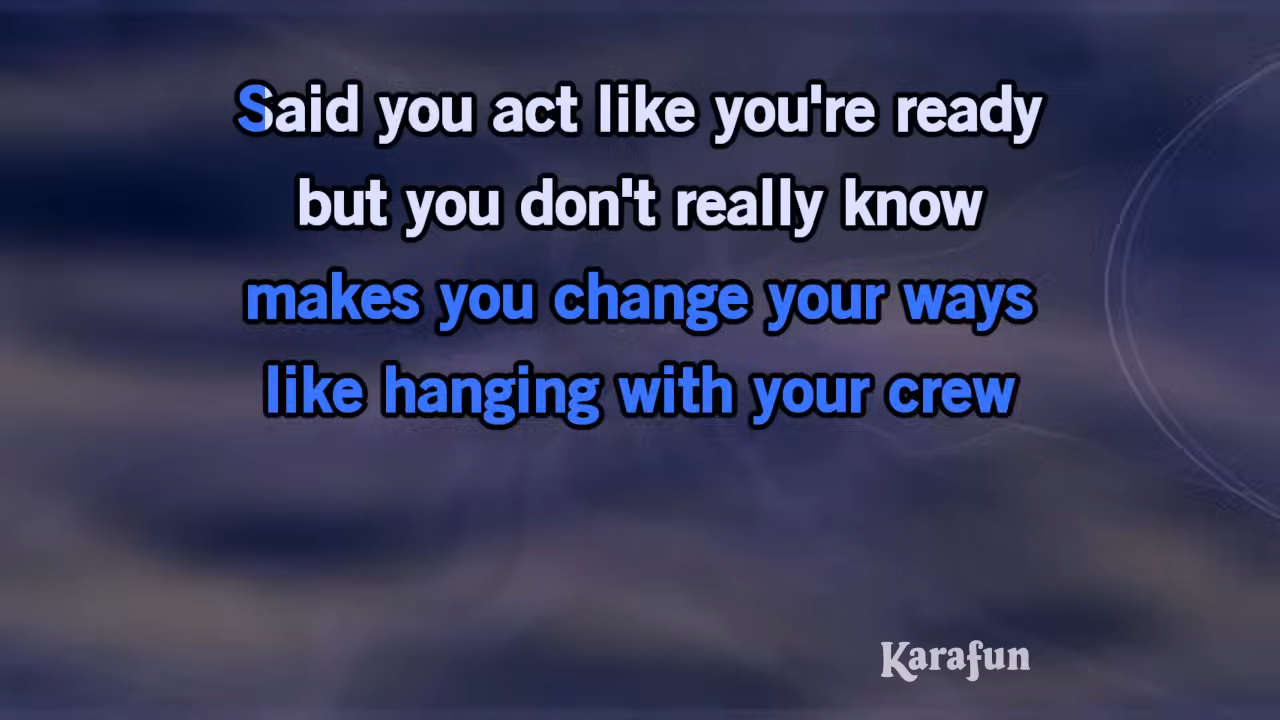 Said you act like you're ready
but you don't really know
makes you change your ways
like hanging with your crew
Karafun